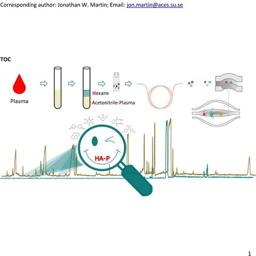 Corresponding author: Jonathan W. Martin; Email: jon.martin@aces.su.se
TOC
Plasma
Hexane
Acetonitrile-Plasma
HA-P
1